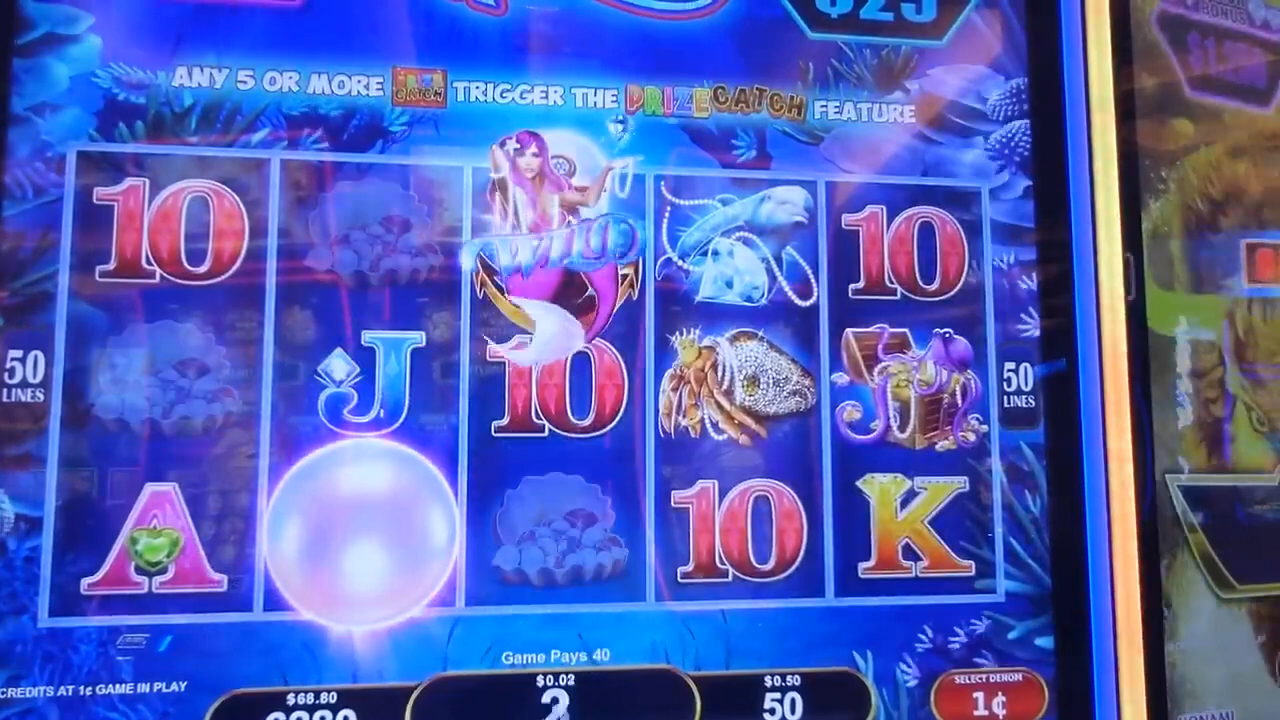 $25
ANY 5 OR MORE PRIZE CATCH TRIGGER THE PRIZE CATCH FEATURE
BONUS
10
WILD
10
50
LINES
J
10
50
LINES
A
10
K
Game Pays 40
CREDITS AT 1¢ GAME IN PLAY
$68.80
$0.02
2
$0.50
50
SELECT DENOM
1¢
KONAMI